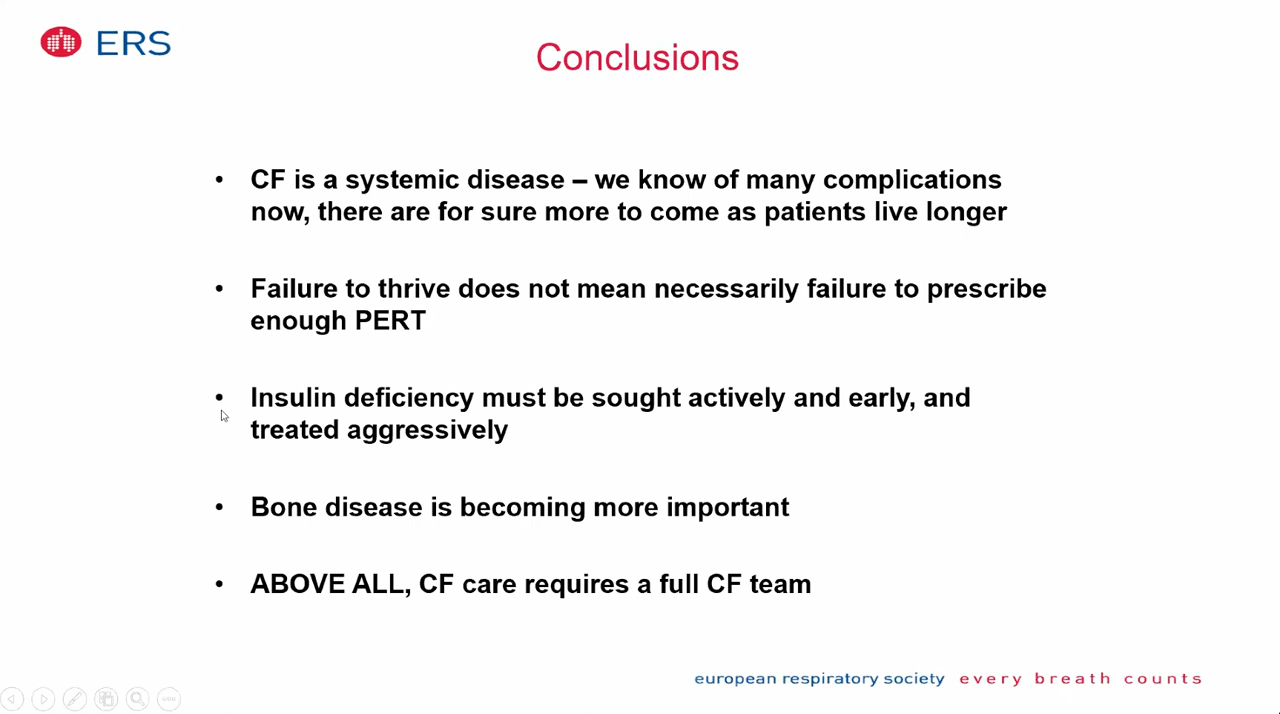 ERS
Conclusions
• CF is a systemic disease – we know of many complications
now, there are for sure more to come as patients live longer
• Failure to thrive does not mean necessarily failure to prescribe
enough PERT
• Insulin deficiency must be sought actively and early, and
treated aggressively
• Bone disease is becoming more important
• ABOVE ALL, CF care requires a full CF team
european respiratory society every breath counts